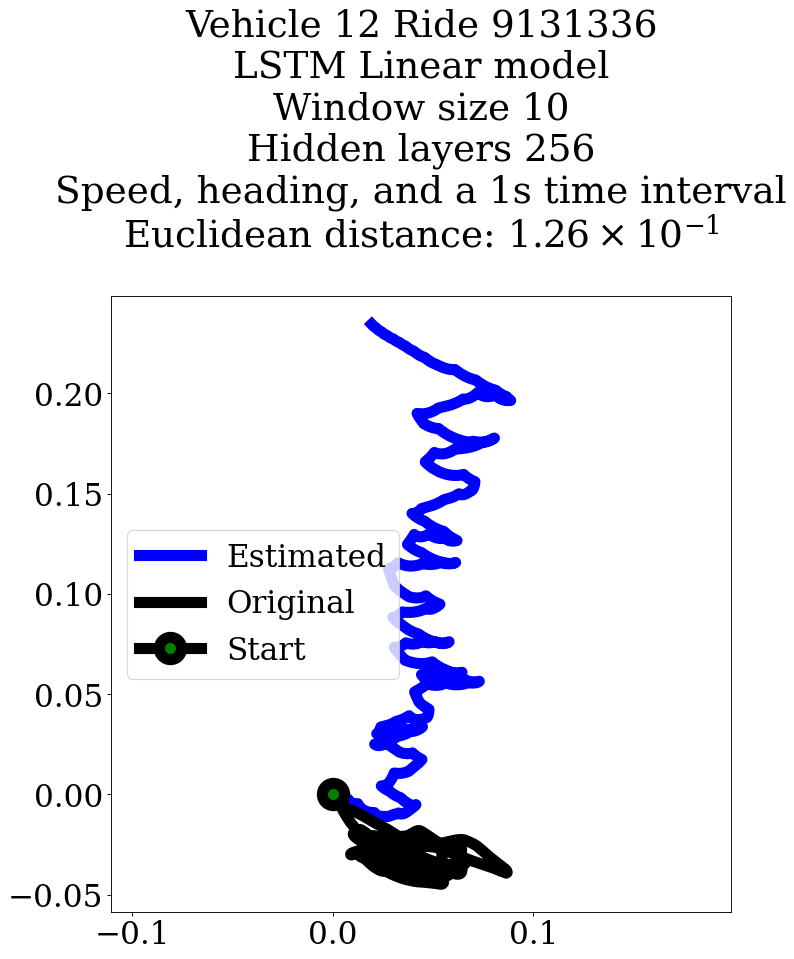 Vehicle 12 Ride 9131336
LSTM Linear model
Window size 10
Hidden layers 256
Speed, heading, and a 1s time interval
Euclidean distance: 1.26 × 10⁻¹
0.20
0.15
0.10
0.05
0.00
−0.05
Estimated
Original
Start
−0.1
0.0
0.1